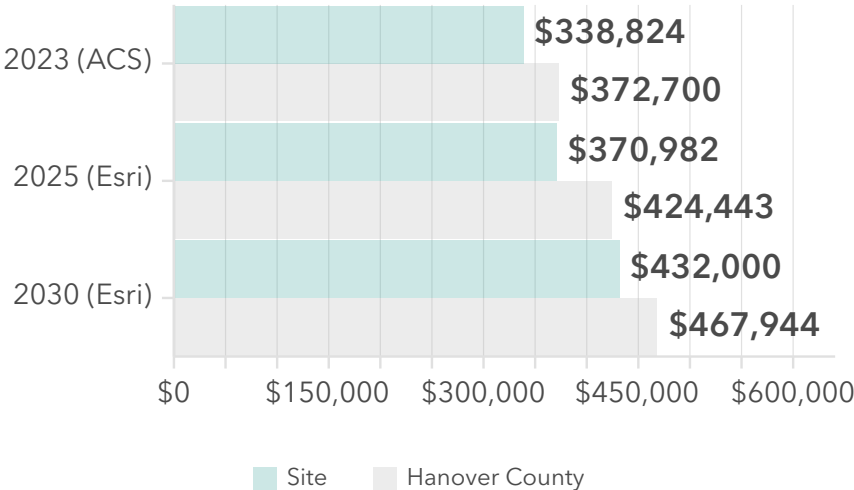 $338,824
2023 (ACS)
$372,700
$370,982
2025 (Esri)
$424,443
$432,000
2030 (Esri)
$467,944
$0 $150,000 $300,000 $450,000 $600,000
Site Hanover County